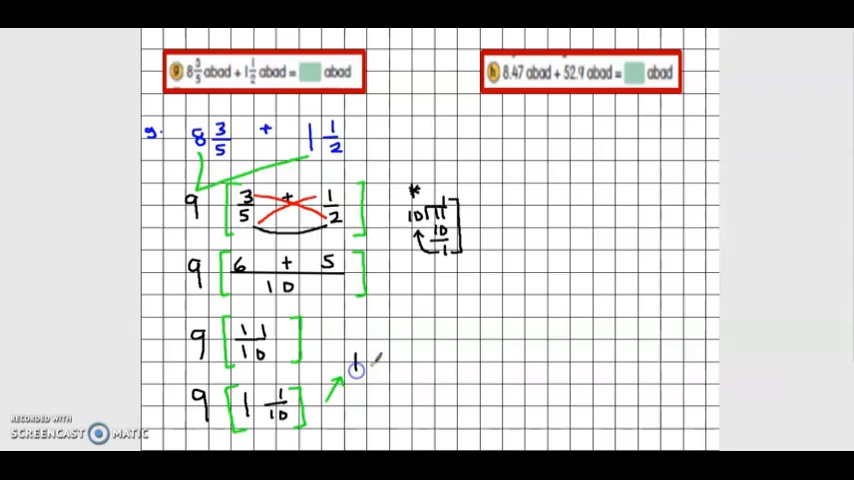 g 8 3/5 abad + 1 1/2 abad = abad
h 8.47 abad + 52.9 abad = abad
g. 8 3/5 + 1 1/2
9 [ 3/5 + 1/2 ]
*
1
10 11
10
1
9 [ 6 + 5 / 10 ]
9 [ 11/10 ]
1
9 [ 1 1/10 ]
RECORDED WITH
SCREENCAST MATIC